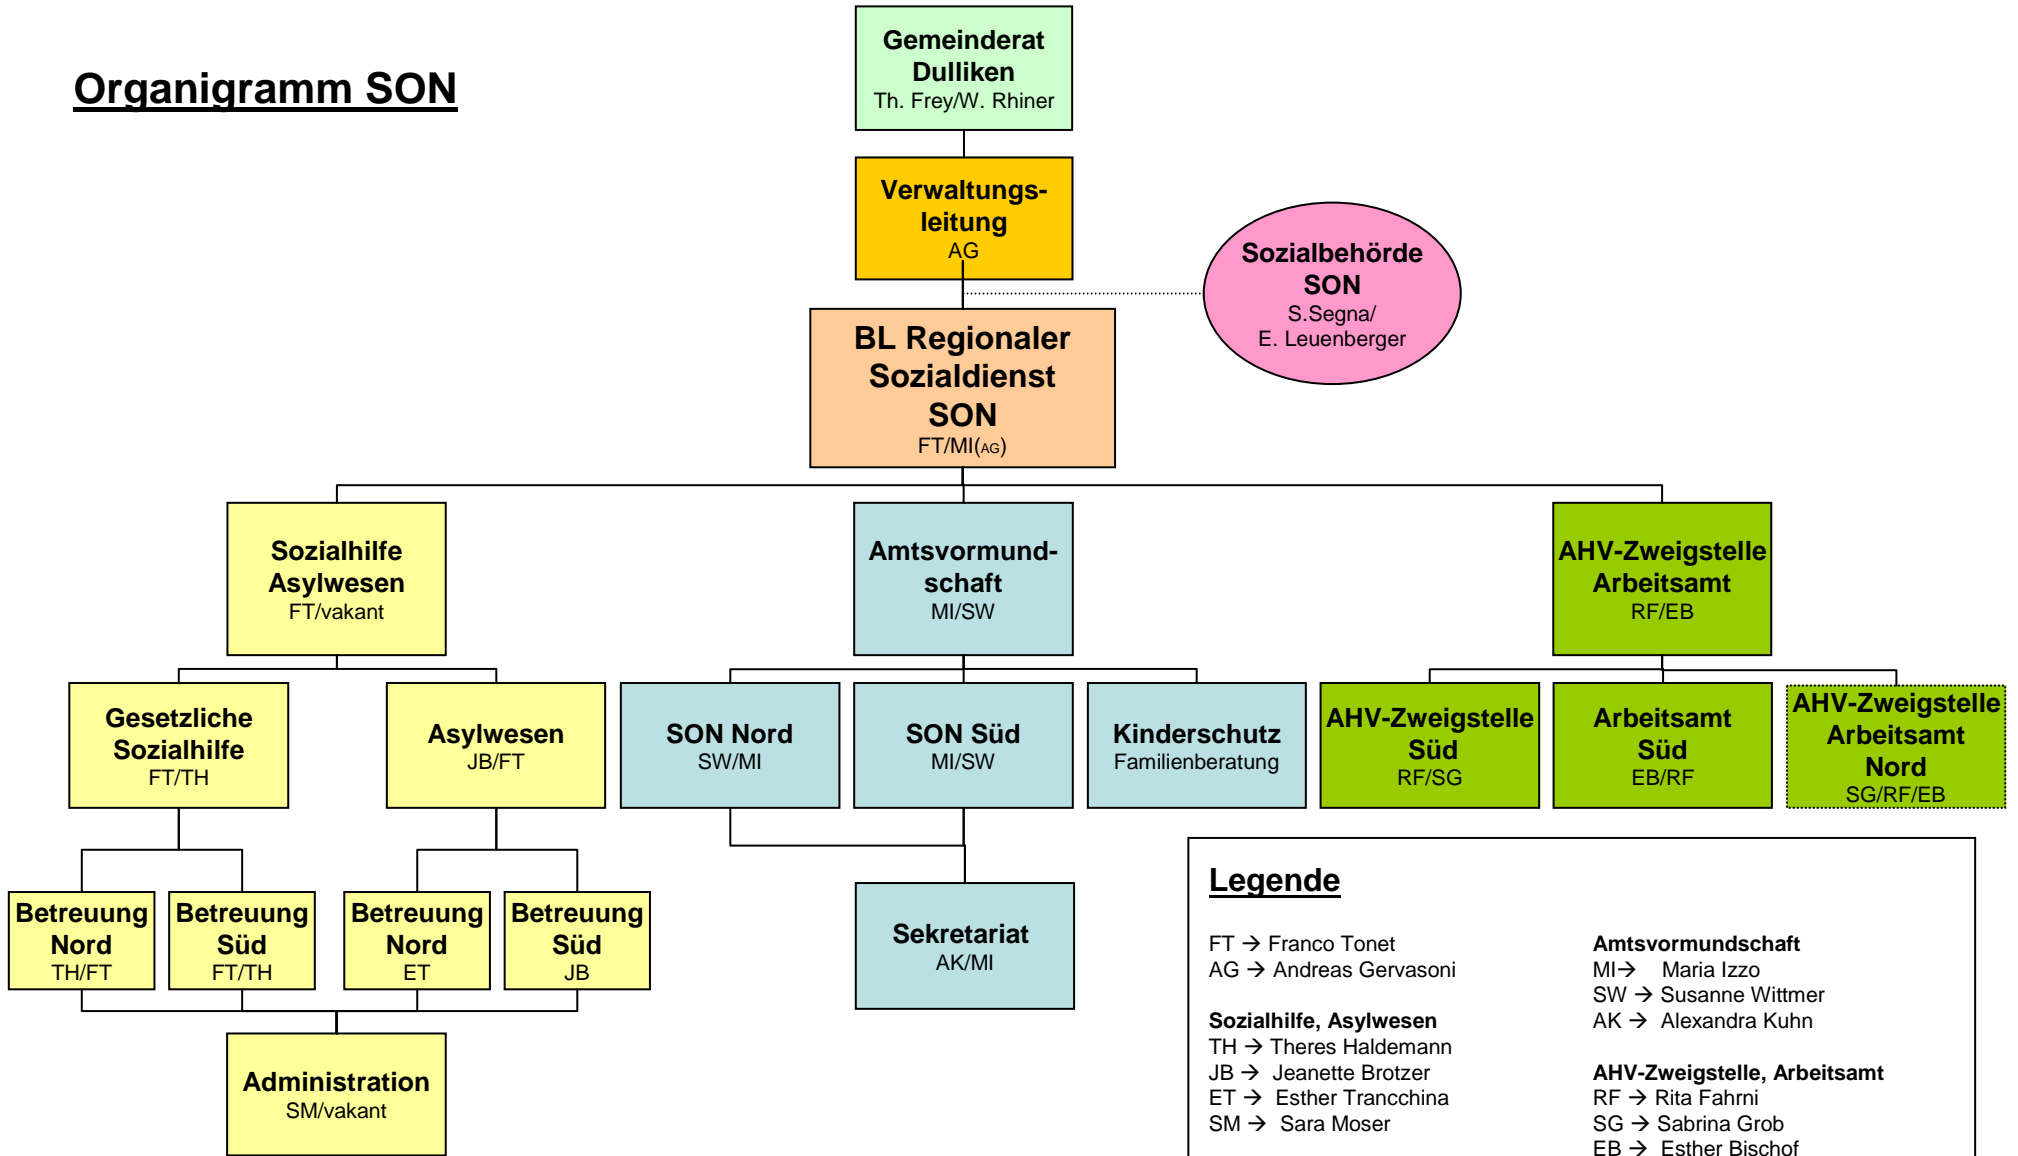 Organigramm SON
Gemeinderat
Dulliken
Th. Frey/W. Rhiner
Verwaltungs-
leitung
AG
Sozialbehörde
SON
S.Segna/
E. Leuenberger
BL Regionaler
Sozialdienst
SON
FT/MI(AG)
Sozialhilfe
Asylwesen
FT/vakant
Amtsvormund-
schaft
MI/SW
AHV-Zweigstelle
Arbeitsamt
RF/EB
Gesetzliche
Sozialhilfe
FT/TH
Asylwesen
JB/FT
SON Nord
SW/MI
SON Süd
MI/SW
Kinderschutz
Familienberatung
AHV-Zweigstelle
Süd
RF/SG
Arbeitsamt
Süd
EB/RF
AHV-Zweigstelle
Arbeitsamt
Nord
SG/RF/EB
Betreuung
Nord
TH/FT
Betreuung
Süd
FT/TH
Betreuung
Nord
ET
Betreuung
Süd
JB
Sekretariat
AK/MI
Administration
SM/vakant
Legende
FT → Franco Tonet
AG → Andreas Gervasoni
Sozialhilfe, Asylwesen
TH → Theres Haldemann
JB → Jeanette Brotzer
ET → Esther Trancchina
SM → Sara Moser
Amtsvormundschaft
MI→ Maria Izzo
SW → Susanne Wittmer
AK → Alexandra Kuhn
AHV-Zweigstelle, Arbeitsamt
RF → Rita Fahrni
SG → Sabrina Grob
EB → Esther Bischof